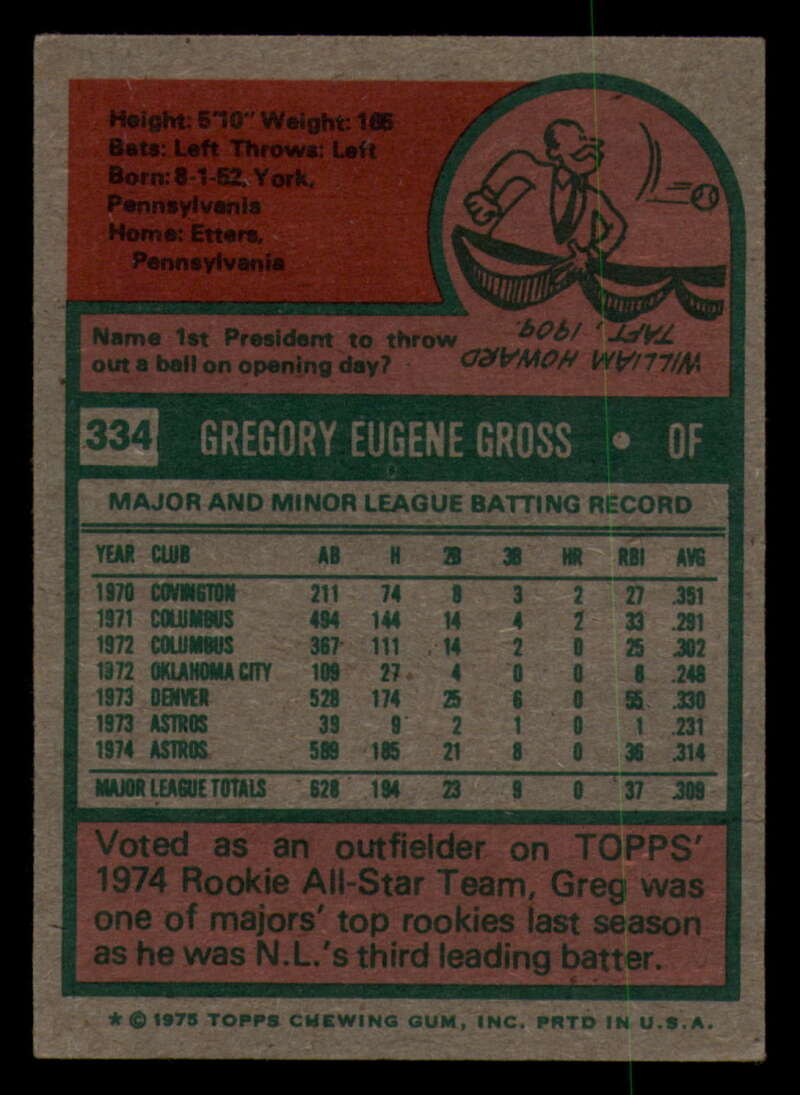 Height: 5'10" Weight: 165
Bats: Left Throws: Left
Born: 8-1-52, York,
Pennsylvania
Home: Etters,
Pennsylvania
Name 1st President to throw
out a ball on opening day?
WILLIAM HOWARD
TAFT, 1909.
334 GREGORY EUGENE GROSS • OF
MAJOR AND MINOR LEAGUE BATTING RECORD
YEAR CLUB AB H 2B 3B HR RBI AVG
1970 COVINGTON 211 74 8 3 2 27 .351
1971 COLUMBUS 494 144 14 4 2 33 .291
1972 COLUMBUS 367 111 14 2 0 25 .302
1972 OKLAHOMA CITY 109 27 4 0 0 8 .248
1973 DENVER 528 174 25 6 0 55 .330
1973 ASTROS 39 9 2 1 0 1 .231
1974 ASTROS 589 185 21 8 0 36 .314
MAJOR LEAGUE TOTALS 628 194 23 9 0 37 .309
Voted as an outfielder on TOPPS'
1974 Rookie All-Star Team, Greg was
one of majors' top rookies last season
as he was N.L.'s third leading batter.
* © 1975 TOPPS CHEWING GUM, INC. PRTD IN U.S.A.